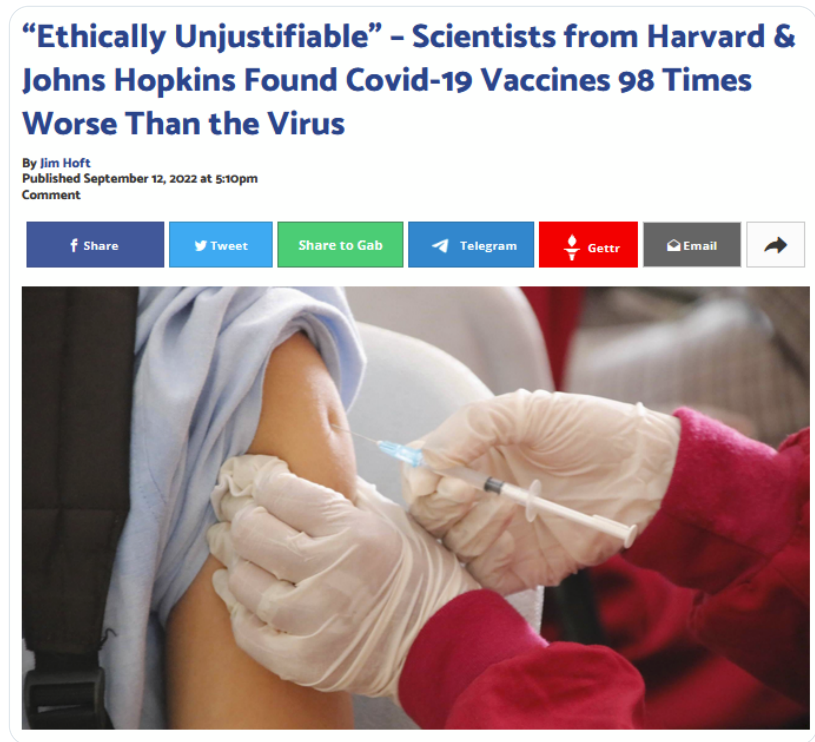 “Ethically Unjustifiable” – Scientists from Harvard &
Johns Hopkins Found Covid-19 Vaccines 98 Times
Worse Than the Virus
By Jim Hoft
Published September 12, 2022 at 5:10pm
Comment
Share Tweet Share to Gab Telegram Gettr Email